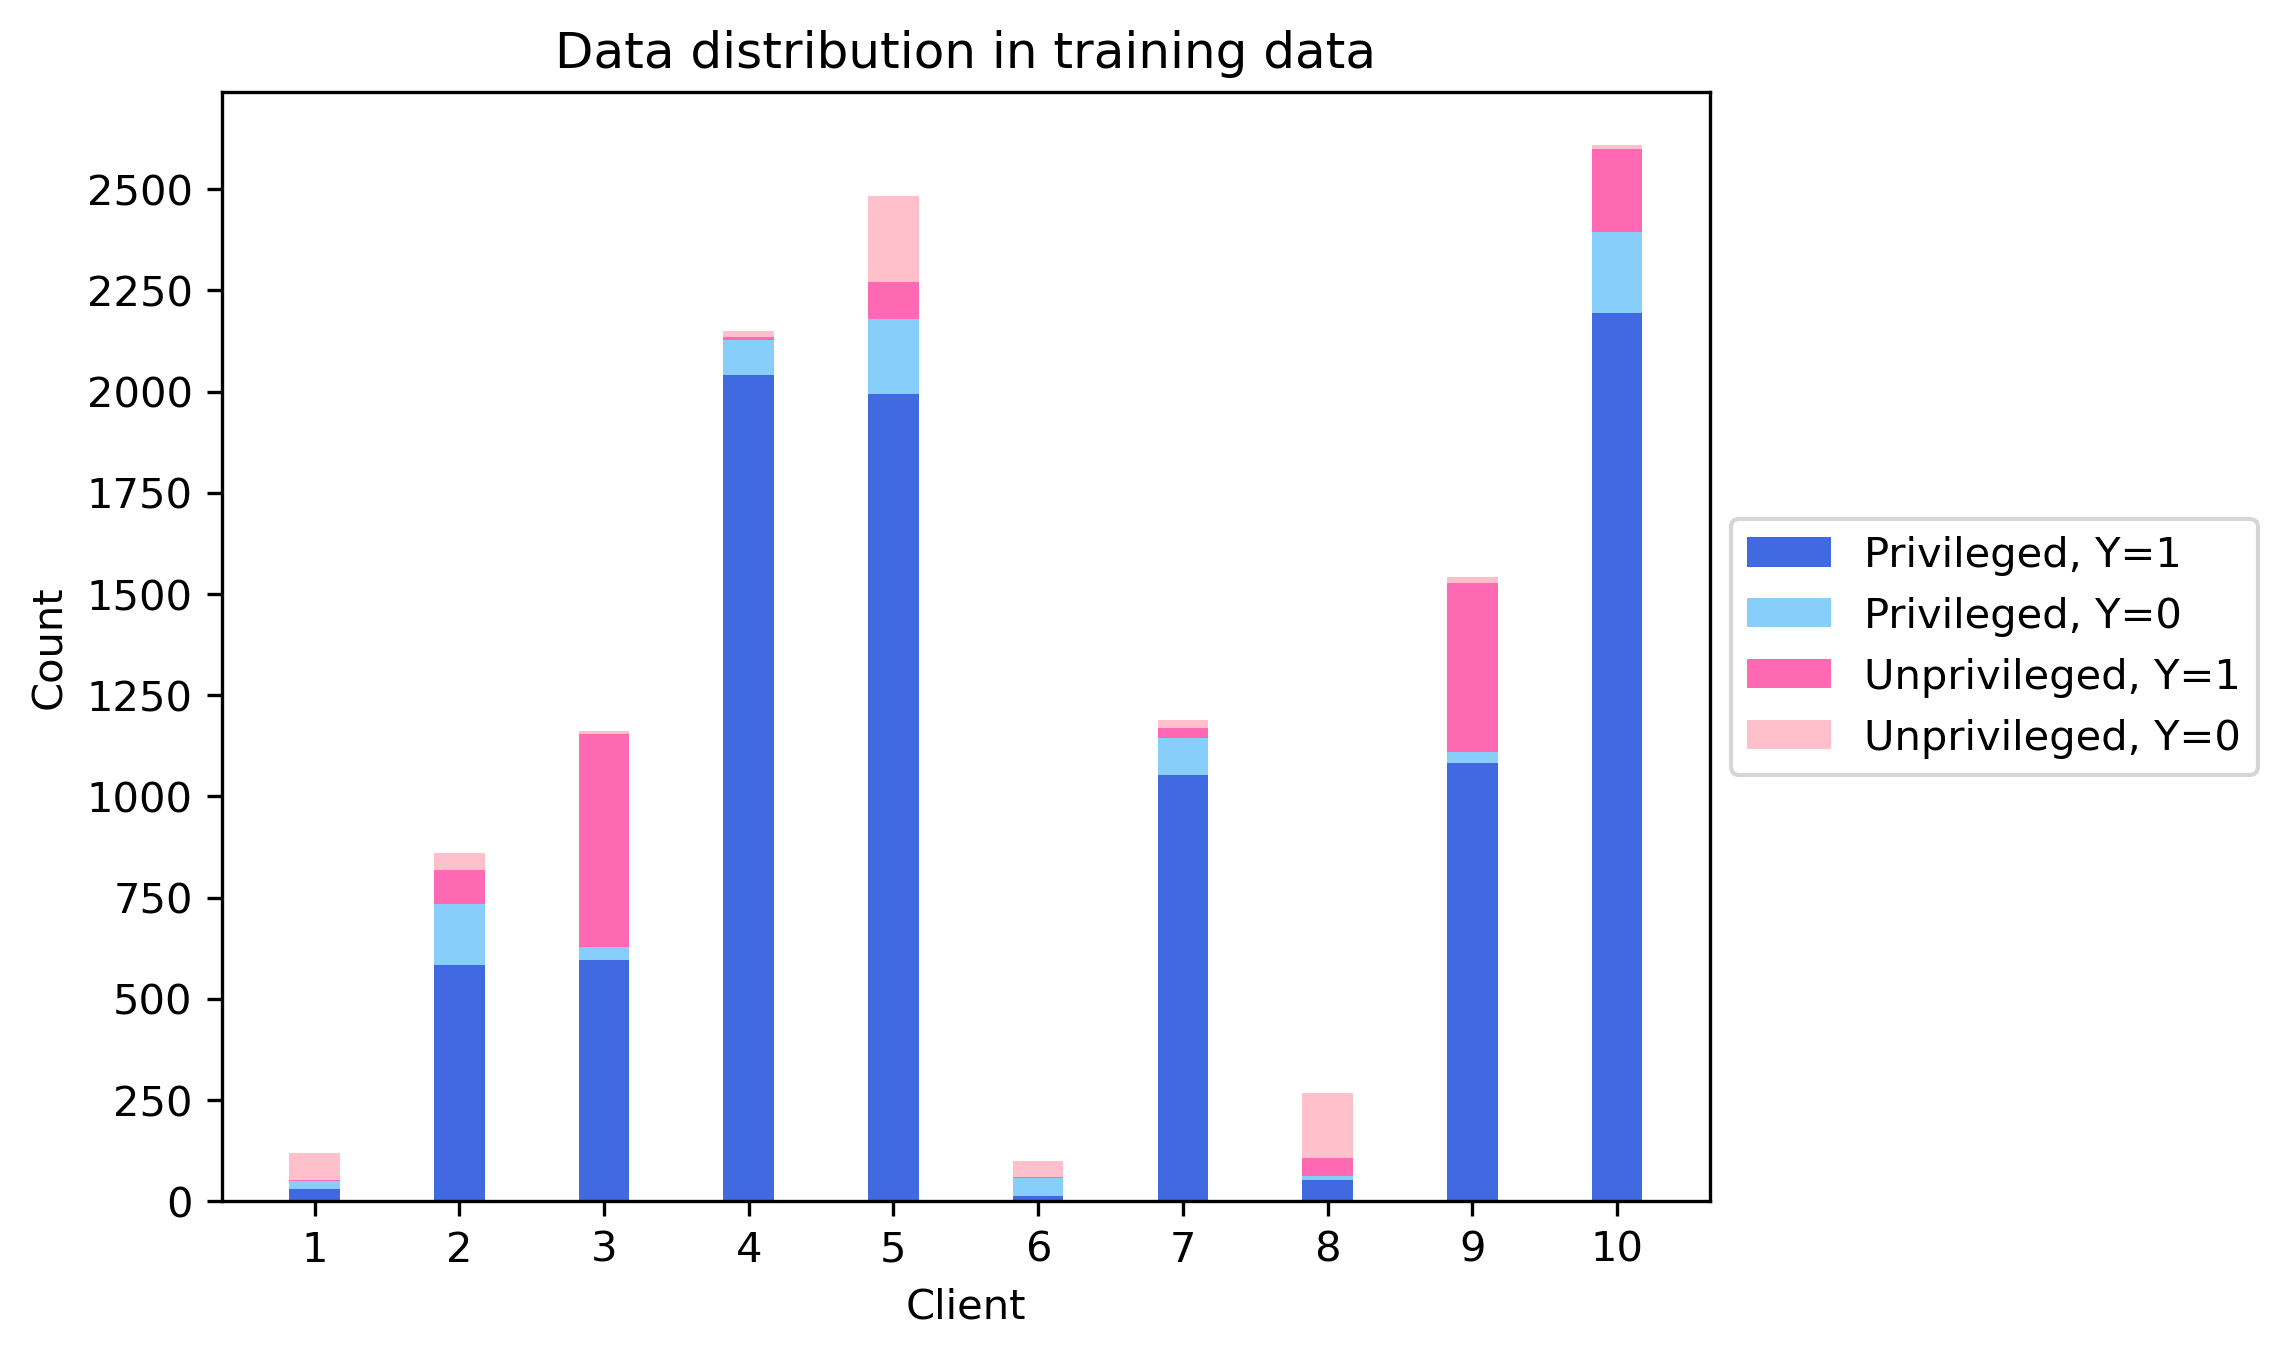 Data distribution in training data
Count
2500
2250
2000
1750
1500
1250
1000
750
500
250
0
1 2 3 4 5 6 7 8 9 10
Client
Privileged, Y=1
Privileged, Y=0
Unprivileged, Y=1
Unprivileged, Y=0